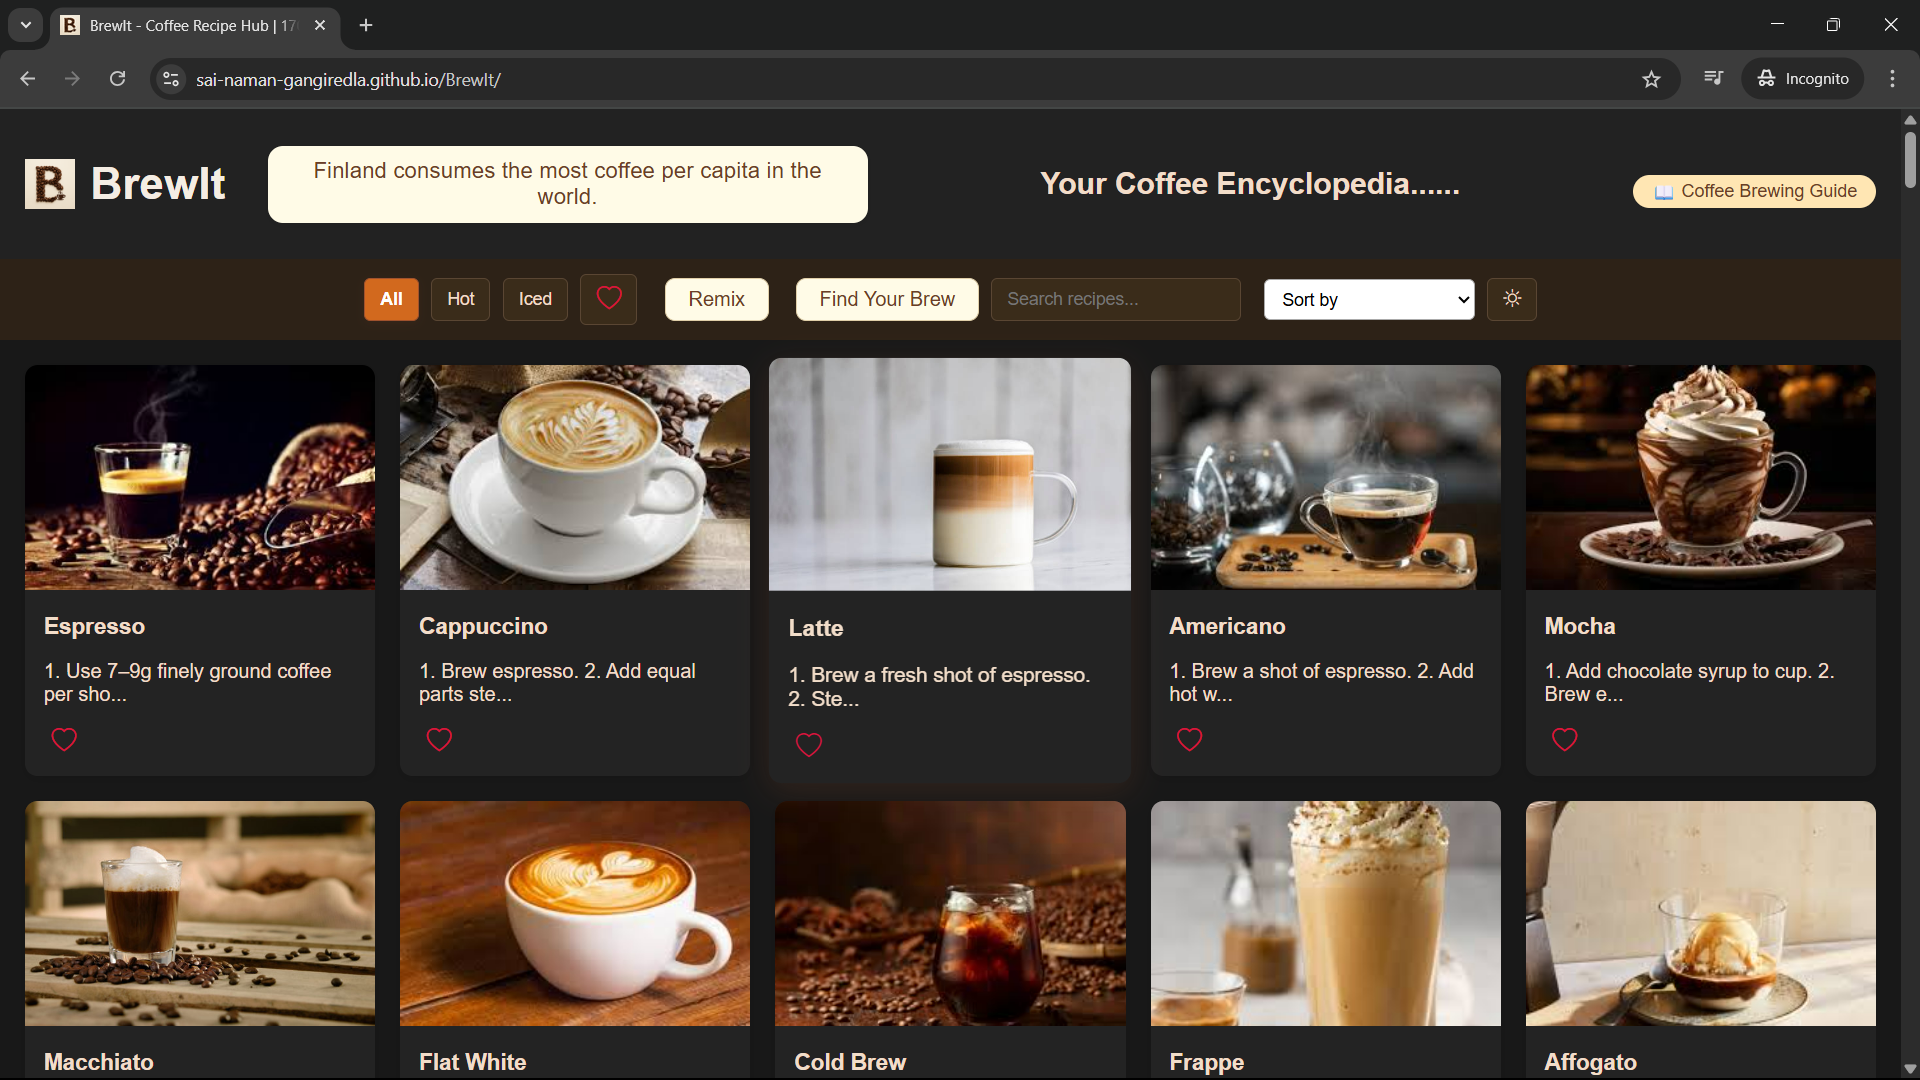 BrewIt - Coffee Recipe Hub | 17
sai-naman-gangiredla.github.io/BrewIt/
Incognito
B
BrewIt
Finland consumes the most coffee per capita in the
world.
Your Coffee Encyclopedia......
📖 Coffee Brewing Guide
All
Hot
Iced
Remix
Find Your Brew
Search recipes...
Sort by
Espresso
1. Use 7–9g finely ground coffee
per sho...
Cappuccino
1. Brew espresso. 2. Add equal
parts ste...
Latte
1. Brew a fresh shot of espresso.
2. Ste...
Americano
1. Brew a shot of espresso. 2. Add
hot w...
Mocha
1. Add chocolate syrup to cup. 2.
Brew e...
Macchiato
Flat White
Cold Brew
Frappe
Affogato